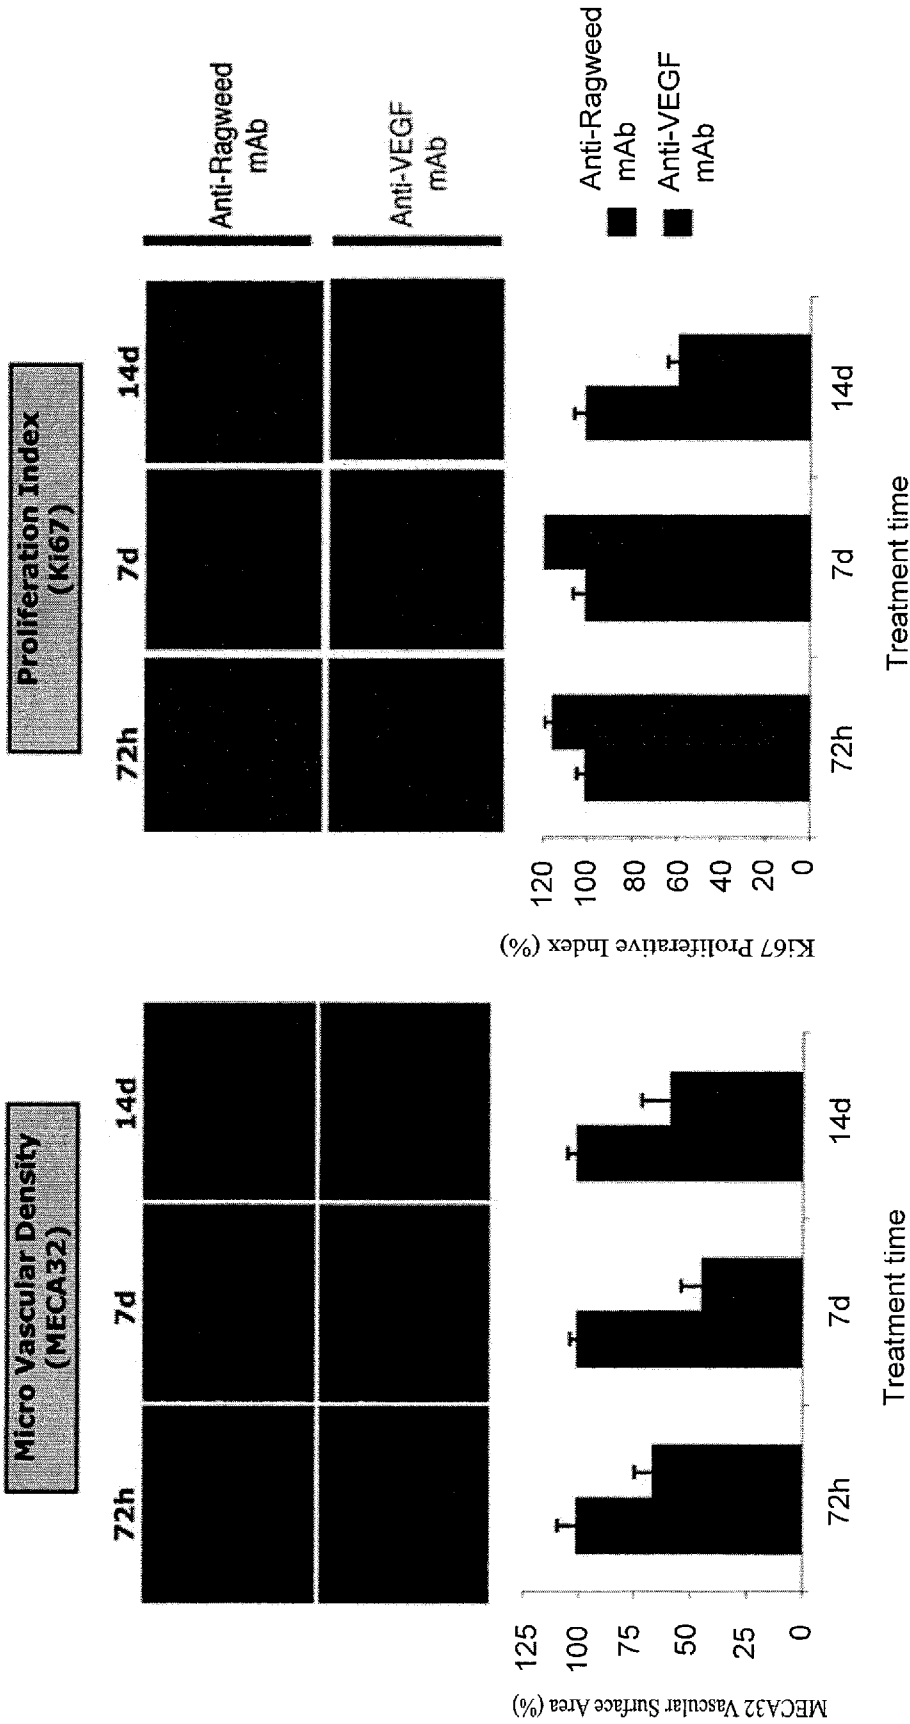 Micro Vascular Density
(MECA32)
72h
7d
14d
MECA32 Vascular Surface Area (%)
125
100
75
50
25
0
72h
7d
14d
Treatment time
Proliferation Index
(Ki67)
72h
7d
14d
Anti-Ragweed
mAb
Anti-VEGF
mAb
Ki67 Proliferative Index (%)
120
100
80
60
40
20
0
72h
7d
14d
Treatment time
Anti-Ragweed
mAb
Anti-VEGF
mAb